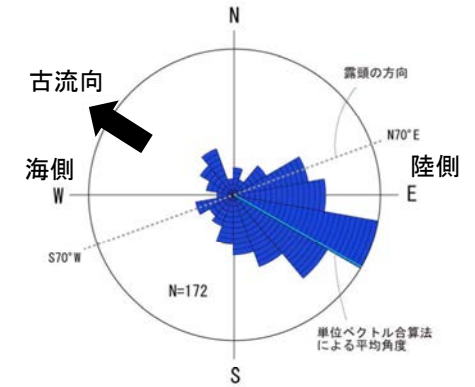 N
露頭の方向
古流向
N70°E
海側
陸側
W
E
S70°W
N=172
単位ベクトル合算法
による平均角度
S